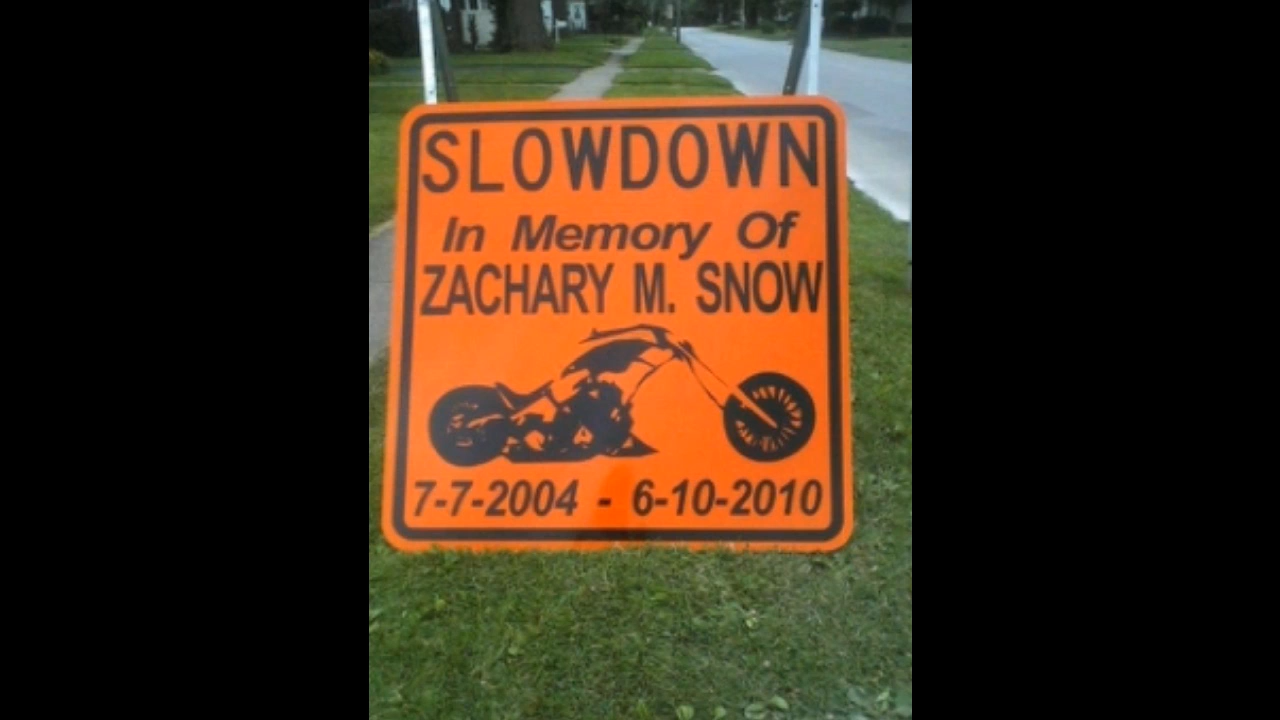 SLOWDOWN
In Memory Of
ZACHARY M. SNOW
7-7-2004 - 6-10-2010